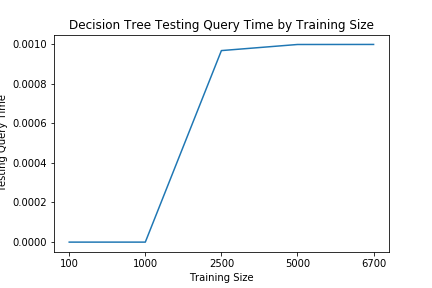 Decision Tree Testing Query Time by Training Size
Testing Query Time
0.0010
0.0008
0.0006
0.0004
0.0002
0.0000
100 1000 2500 5000 6700
Training Size